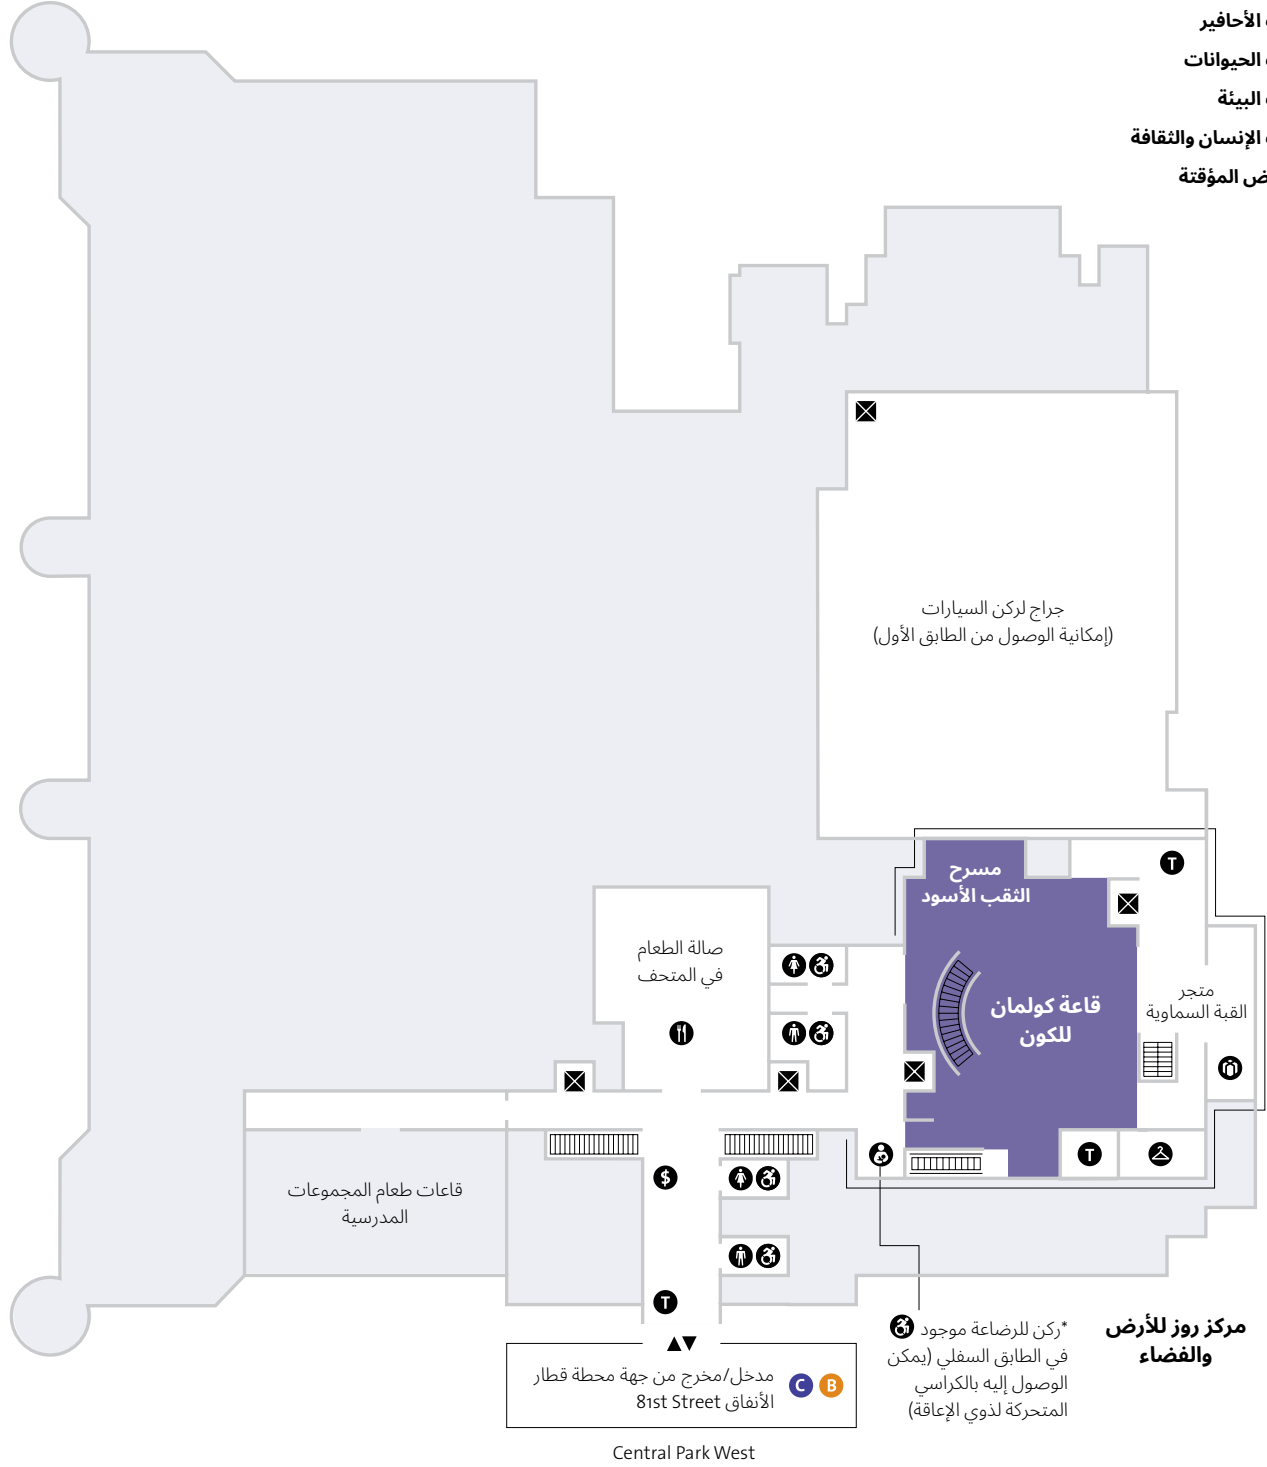 الأحافير
الحيوانات
البيئة
الإنسان والثقافة
المؤقتة
جراج لركن السيارات
(إمكانية الوصول من الطابق الأول)
مسرح
الثقب الأسود
T
صالة الطعام
في المتحف
قاعة كولمان
للكون
متجر
القبة السماوية
T
$
قاعات طعام المجموعات
المدرسية
T
*ركن للرضاعة موجود
في الطابق السفلي (يمكن
الوصول إليه بالكراسي
المتحركة لذوي الإعاقة)
مركز روز للأرض
والفضاء
مدخل/مخرج من جهة محطة قطار
الأنفاق 81st Street
C B
Central Park West